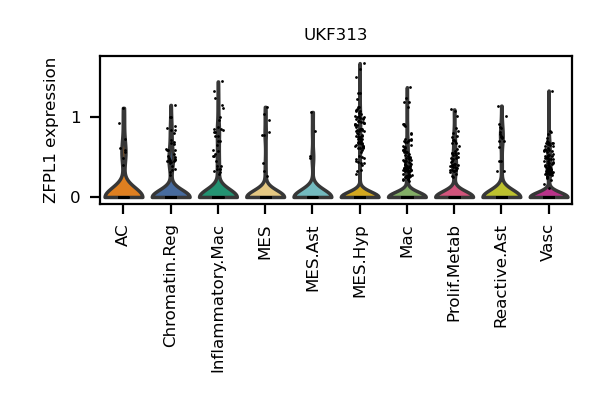 UKF313
ZFPL1 expression
1
0
AC
Chromatin.Reg
Inflammatory.Mac
MES
MES.Ast
MES.Hyp
Mac
Prolif.Metab
Reactive.Ast
Vasc